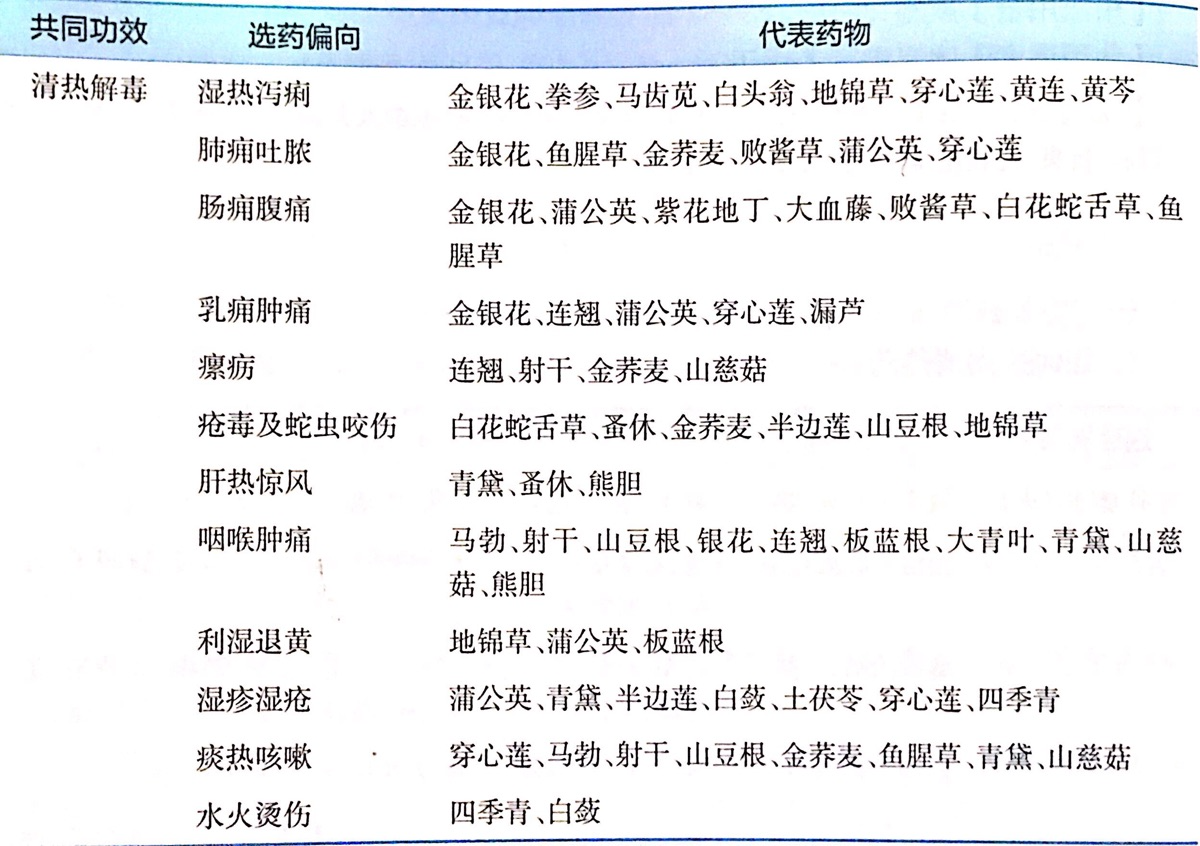 共同功效 选药偏向 代表药物
清热解毒 湿热泻痢 金银花、拳参、马齿苋、白头翁、地锦草、穿心莲、黄连、黄芩
肺痈吐脓 金银花、鱼腥草、金荞麦、败酱草、蒲公英、穿心莲
肠痈腹痛 金银花、蒲公英、紫花地丁、大血藤、败酱草、白花蛇舌草、鱼
腥草
乳痈肿痛 金银花、连翘、蒲公英、穿心莲、漏芦
瘰疬 连翘、射干、金荞麦、山慈菇
疮毒及蛇虫咬伤 白花蛇舌草、蚤休、金荞麦、半边莲、山豆根、地锦草
肝热惊风 青黛、蚤休、熊胆
咽喉肿痛 马勃、射干、山豆根、银花、连翘、板蓝根、大青叶、青黛、山慈
菇、熊胆
利湿退黄 地锦草、蒲公英、板蓝根
湿疹湿疮 蒲公英、青黛、半边莲、白蔹、土茯苓、穿心莲、四季青
痰热咳嗽 穿心莲、马勃、射干、山豆根、金荞麦、鱼腥草、青黛、山慈菇
水火烫伤 四季青、白蔹